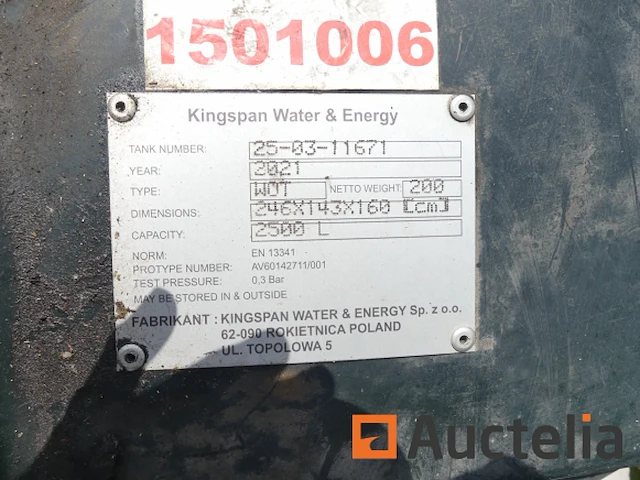 1501006
Kingspan Water & Energy
TANK NUMBER: 25-03-11671
YEAR: 2021
TYPE: WOT NETTO WEIGHT: 200
DIMENSIONS: 246X143X160 [cm]
CAPACITY: 2500 L
NORM: EN 13341
PROTYPE NUMBER: AV60142711/001
TEST PRESSURE: 0,3 Bar
MAY BE STORED IN & OUTSIDE
FABRIKANT : KINGSPAN WATER & ENERGY Sp. z o.o.
62-090 ROKIETNICA POLAND
UL. TOPOLOWA 5
Auctelia